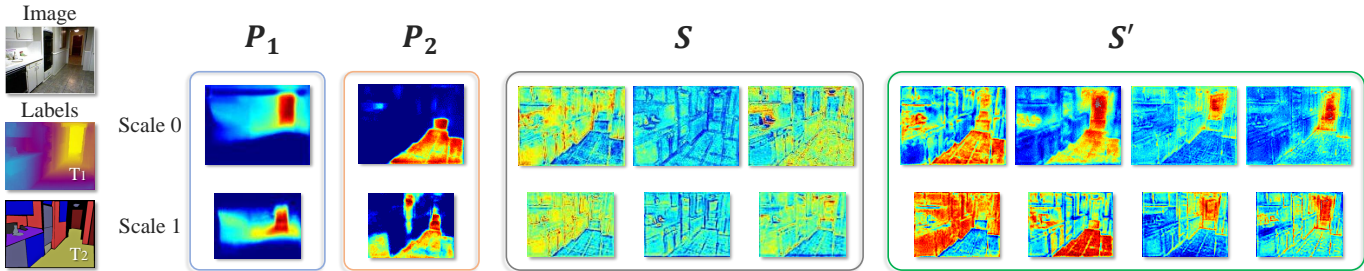 Image
P₁ P₂ S S′
Labels
Scale 0
T1
Scale 1
T2